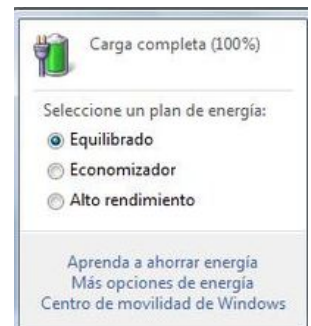 Carga completa (100%)
Seleccione un plan de energía:
Equilibrado
Economizador
Alto rendimiento
Aprenda a ahorrar energía
Más opciones de energía
Centro de movilidad de Windows